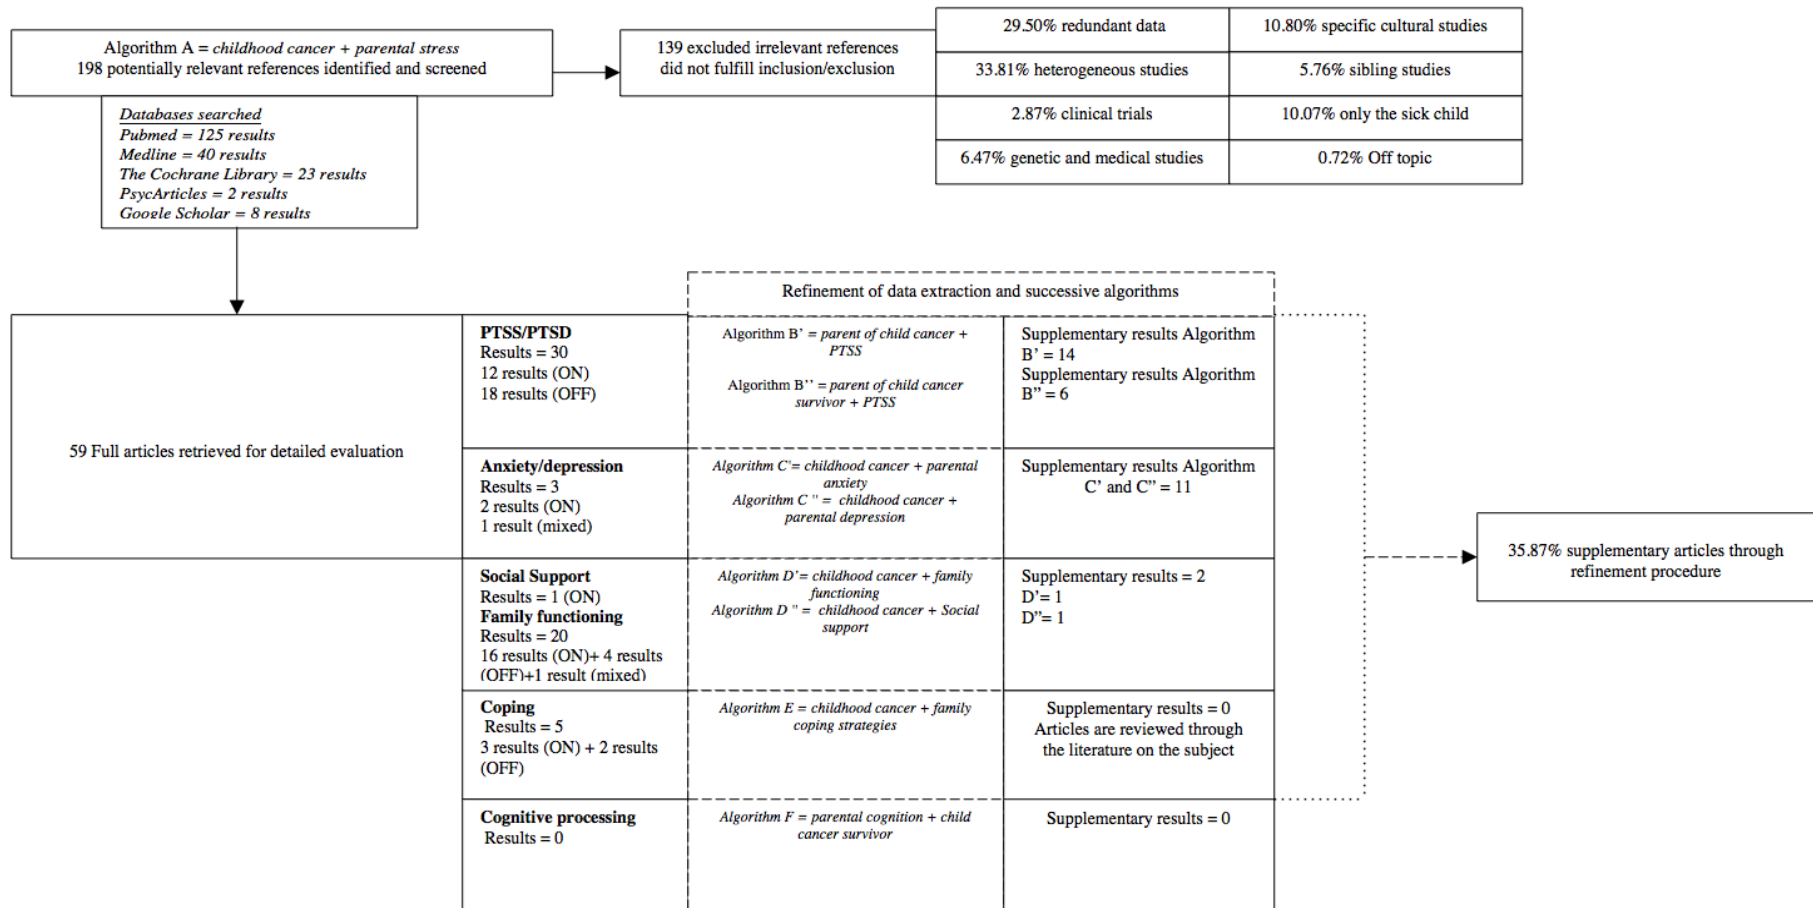 Algorithm A = childhood cancer + parental stress
198 potentially relevant references identified and screened
139 excluded irrelevant references
did not fulfill inclusion/exclusion
29.50% redundant data
10.80% specific cultural studies
33.81% heterogeneous studies
5.76% sibling studies
2.87% clinical trials
10.07% only the sick child
6.47% genetic and medical studies
0.72% Off topic
Databases searched
Pubmed = 125 results
Medline = 40 results
The Cochrane Library = 23 results
PsycArticles = 2 results
Google Scholar = 8 results
Refinement of data extraction and successive algorithms
59 Full articles retrieved for detailed evaluation
PTSS/PTSD
Results = 30
12 results (ON)
18 results (OFF)
Algorithm B’ = parent of child cancer +
PTSS
Algorithm B’’ = parent of child cancer
survivor + PTSS
Supplementary results Algorithm
B’ = 14
Supplementary results Algorithm
B” = 6
Anxiety/depression
Results = 3
2 results (ON)
1 result (mixed)
Algorithm C'= childhood cancer + parental
anxiety
Algorithm C '' = childhood cancer +
parental depression
Supplementary results Algorithm
C’ and C” = 11
Social Support
Results = 1 (ON)
Family functioning
Results = 20
16 results (ON)+ 4 results
(OFF)+1 result (mixed)
Algorithm D'= childhood cancer + family
functioning
Algorithm D '' = childhood cancer + Social
support
Supplementary results = 2
D’= 1
D”= 1
Coping
Results = 5
3 results (ON) + 2 results
(OFF)
Algorithm E = childhood cancer + family
coping strategies
Supplementary results = 0
Articles are reviewed through
the literature on the subject
Cognitive processing
Results = 0
Algorithm F = parental cognition + child
cancer survivor
Supplementary results = 0
35.87% supplementary articles through
refinement procedure